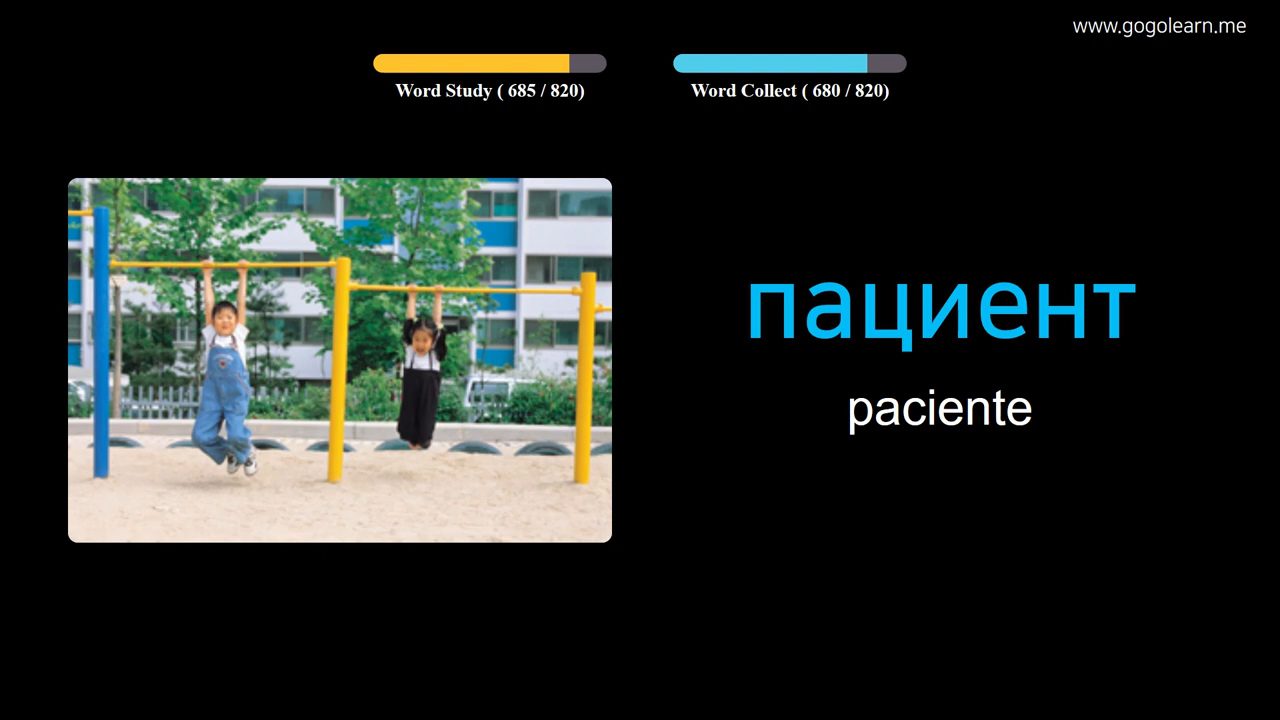 www.gogolearn.me
Word Study ( 685 / 820)
Word Collect ( 680 / 820)
пациент
paciente